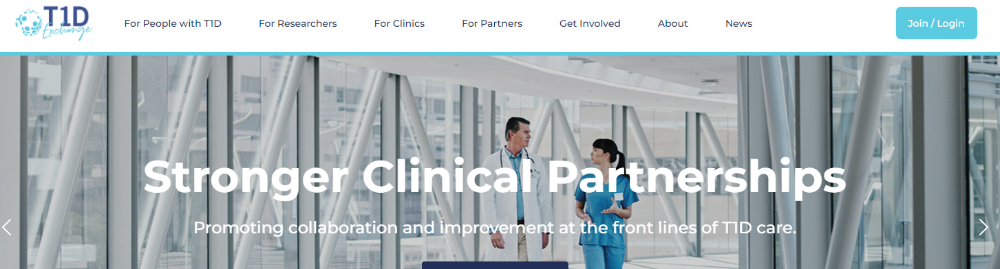 T1D
Exchange
For People with T1D
For Researchers
For Clinics
For Partners
Get Involved
About
News
Join / Login
Stronger Clinical Partnerships
Promoting collaboration and improvement at the front lines of T1D care.